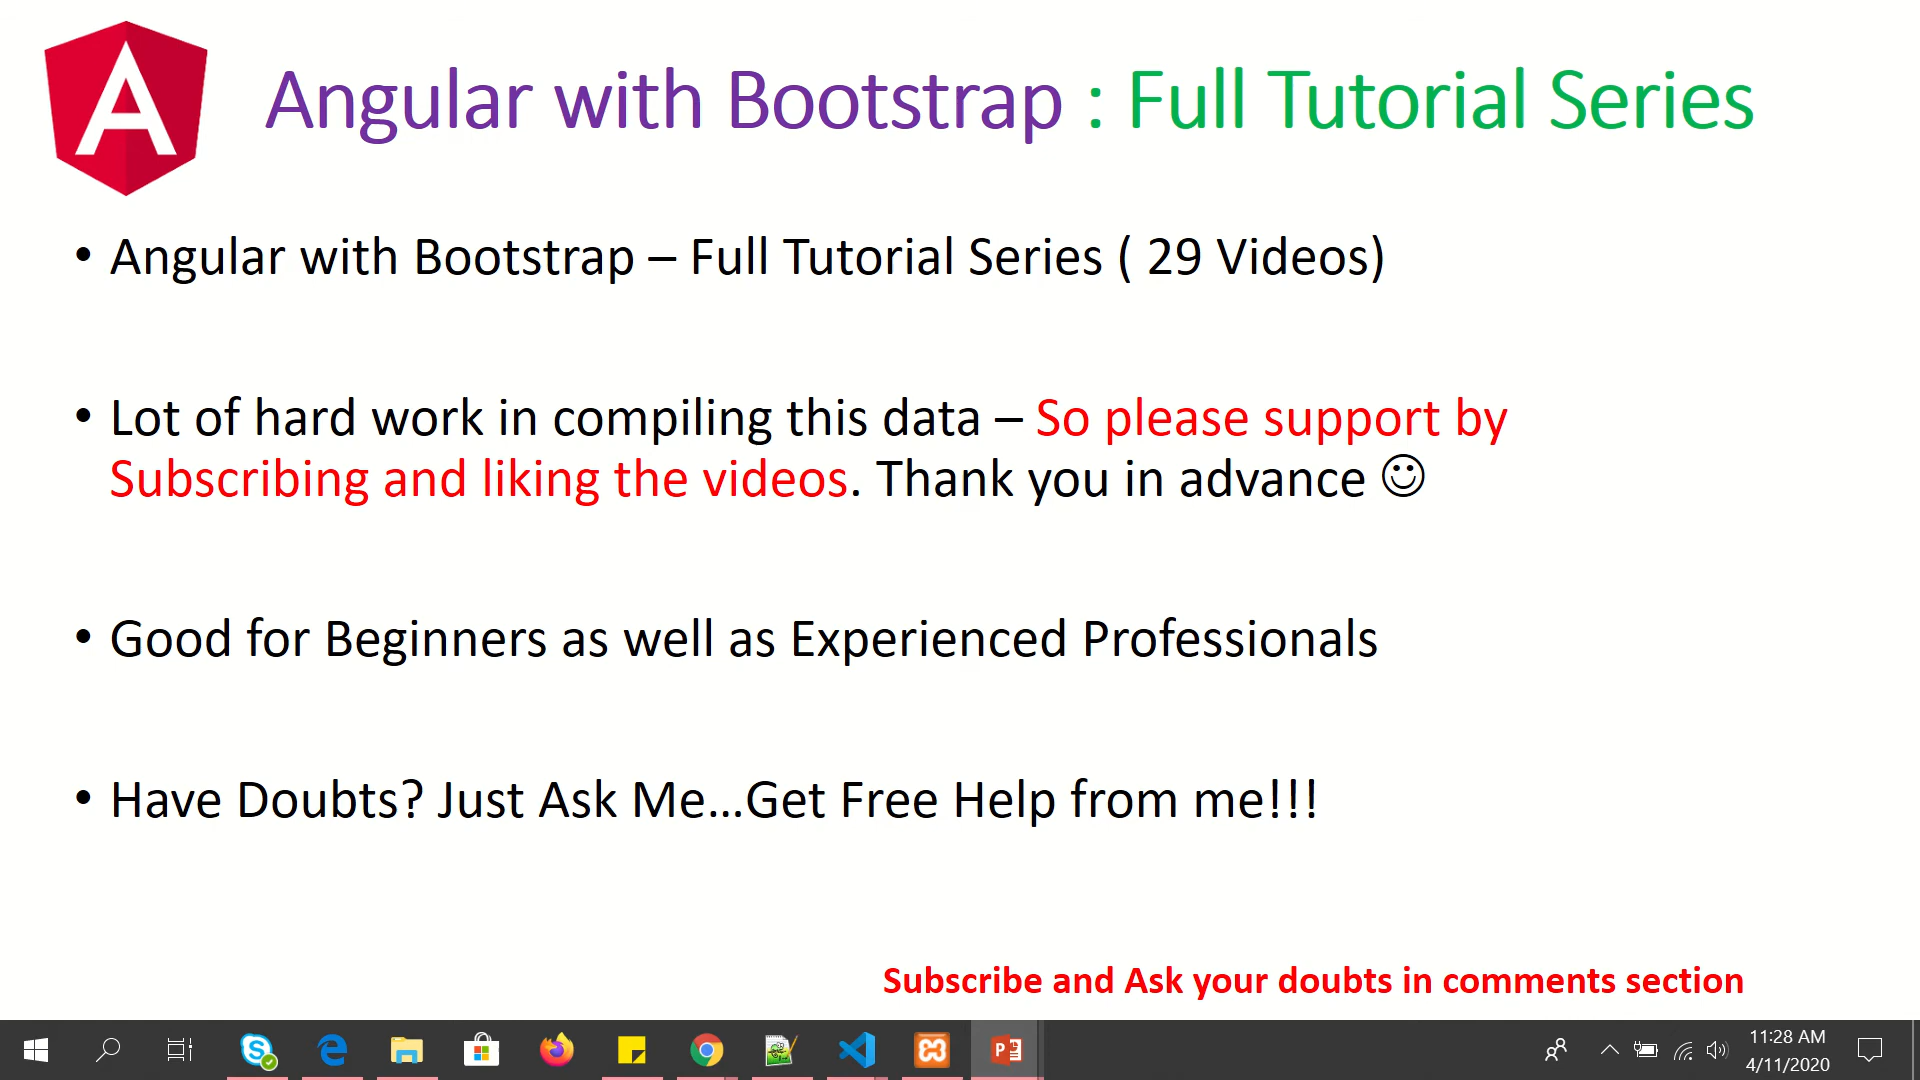 Angular with Bootstrap : Full Tutorial Series
• Angular with Bootstrap – Full Tutorial Series ( 29 Videos)
• Lot of hard work in compiling this data – So please support by
Subscribing and liking the videos. Thank you in advance ☺
• Good for Beginners as well as Experienced Professionals
• Have Doubts? Just Ask Me...Get Free Help from me!!!
Subscribe and Ask your doubts in comments section
11:28 AM
4/11/2020